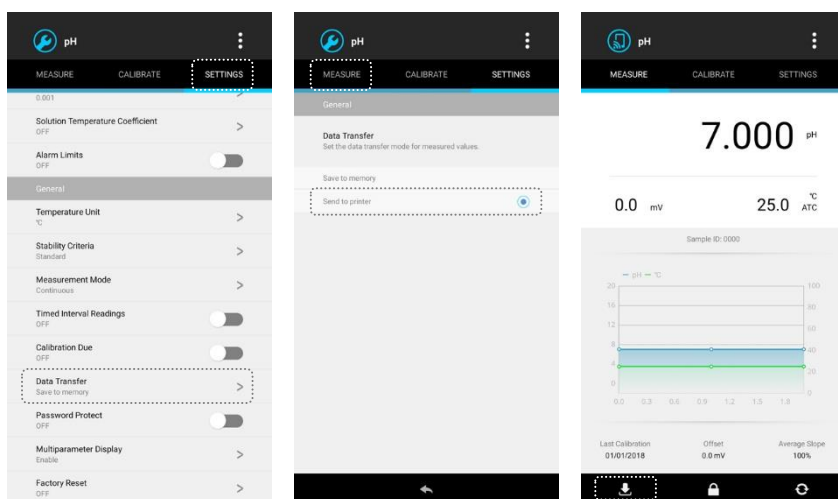 pH
MEASURE CALIBRATE SETTINGS
0.001
Solution Temperature Coefficient
OFF
Alarm Limits
OFF
General
Temperature Unit
℃
Stability Criteria
Standard
Measurement Mode
Continuous
Timed Interval Readings
OFF
Calibration Due
OFF
Data Transfer
Save to memory
Password Protect
OFF
Multiparameter Display
Enable
Factory Reset
OFF
pH
MEASURE CALIBRATE SETTINGS
General
Data Transfer
Set the data transfer mode for measured values.
Save to memory
Send to printer
pH
MEASURE CALIBRATE SETTINGS
7.000 pH
0.0 mV 25.0 ℃ ATC
Sample ID: 0000
pH ℃
20 100
16 80
12 60
8 40
4 20
0 0
0.0 0.3 0.6 0.9 1.2 1.5 1.8
Last Calibration Offset Average Slope
01/01/2018 0.0 mV 100%